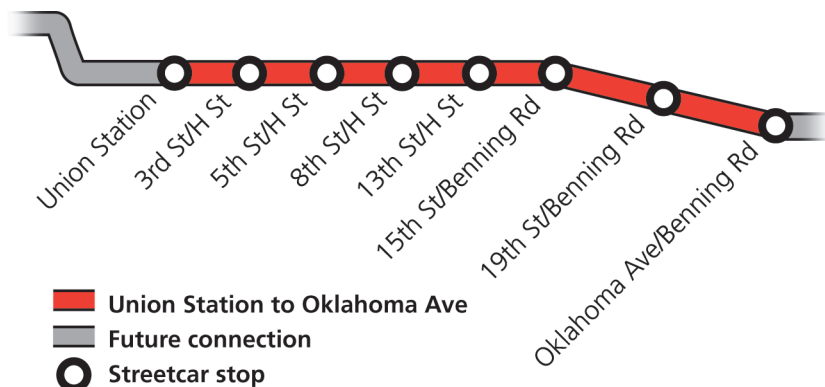 Union Station
3rd St/H St
5th St/H St
8th St/H St
13th St/H St
15th St/Benning Rd
19th St/Benning Rd
Oklahoma Ave/Benning Rd
Union Station to Oklahoma Ave
Future connection
Streetcar stop